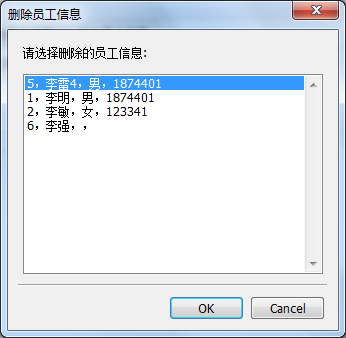 删除员工信息
请选择删除的员工信息:
5, 李雷4, 男, 1874401
1, 李明, 男, 1874401
2, 李敏, 女, 123341
6, 李强, ,
OK
Cancel